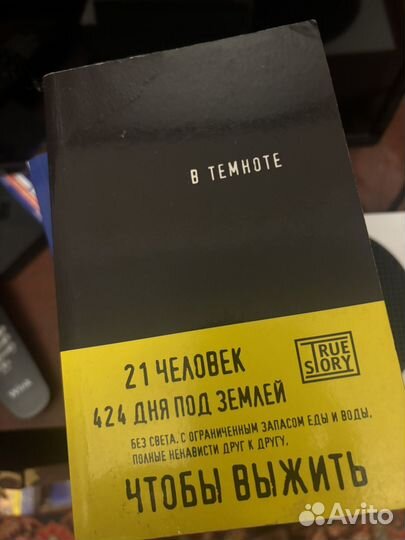 В ТЕМНОТЕ
21 ЧЕЛОВЕК
TRUE
STORY
424 ДНЯ ПОД ЗЕМЛЕЙ
БЕЗ СВЕТА, С ОГРАНИЧЕННЫМ ЗАПАСОМ ЕДЫ И ВОДЫ,
ПОЛНЫЕ НЕНАВИСТИ ДРУГ К ДРУГУ,
ЧТОБЫ ВЫЖИТЬ
Wink
Avito